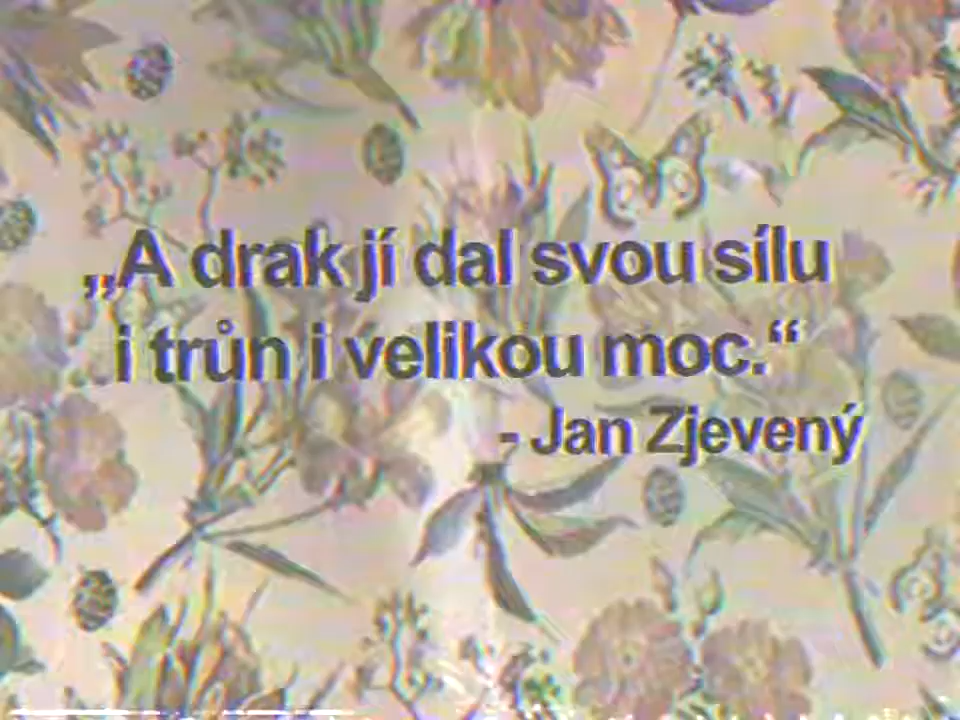 „A drak jí dal svou sílu
i trůn i velikou moc.“
- Jan Zjevený